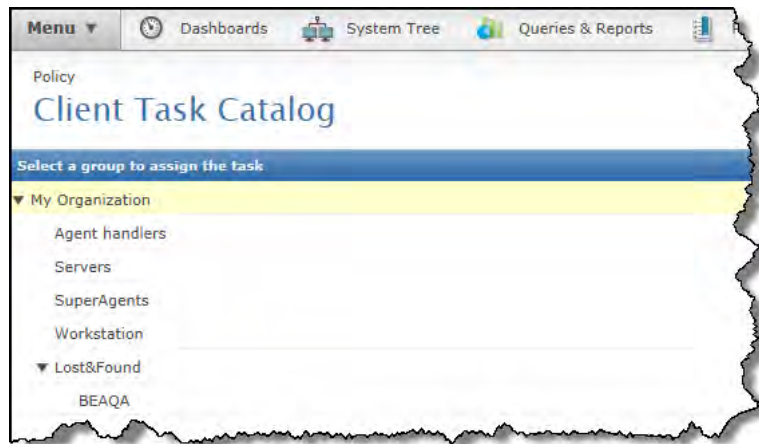 Menu ▼ Dashboards System Tree Queries & Reports
Policy
Client Task Catalog
Select a group to assign the task
▼ My Organization
Agent handlers
Servers
SuperAgents
Workstation
▼ Lost&Found
BEAQA